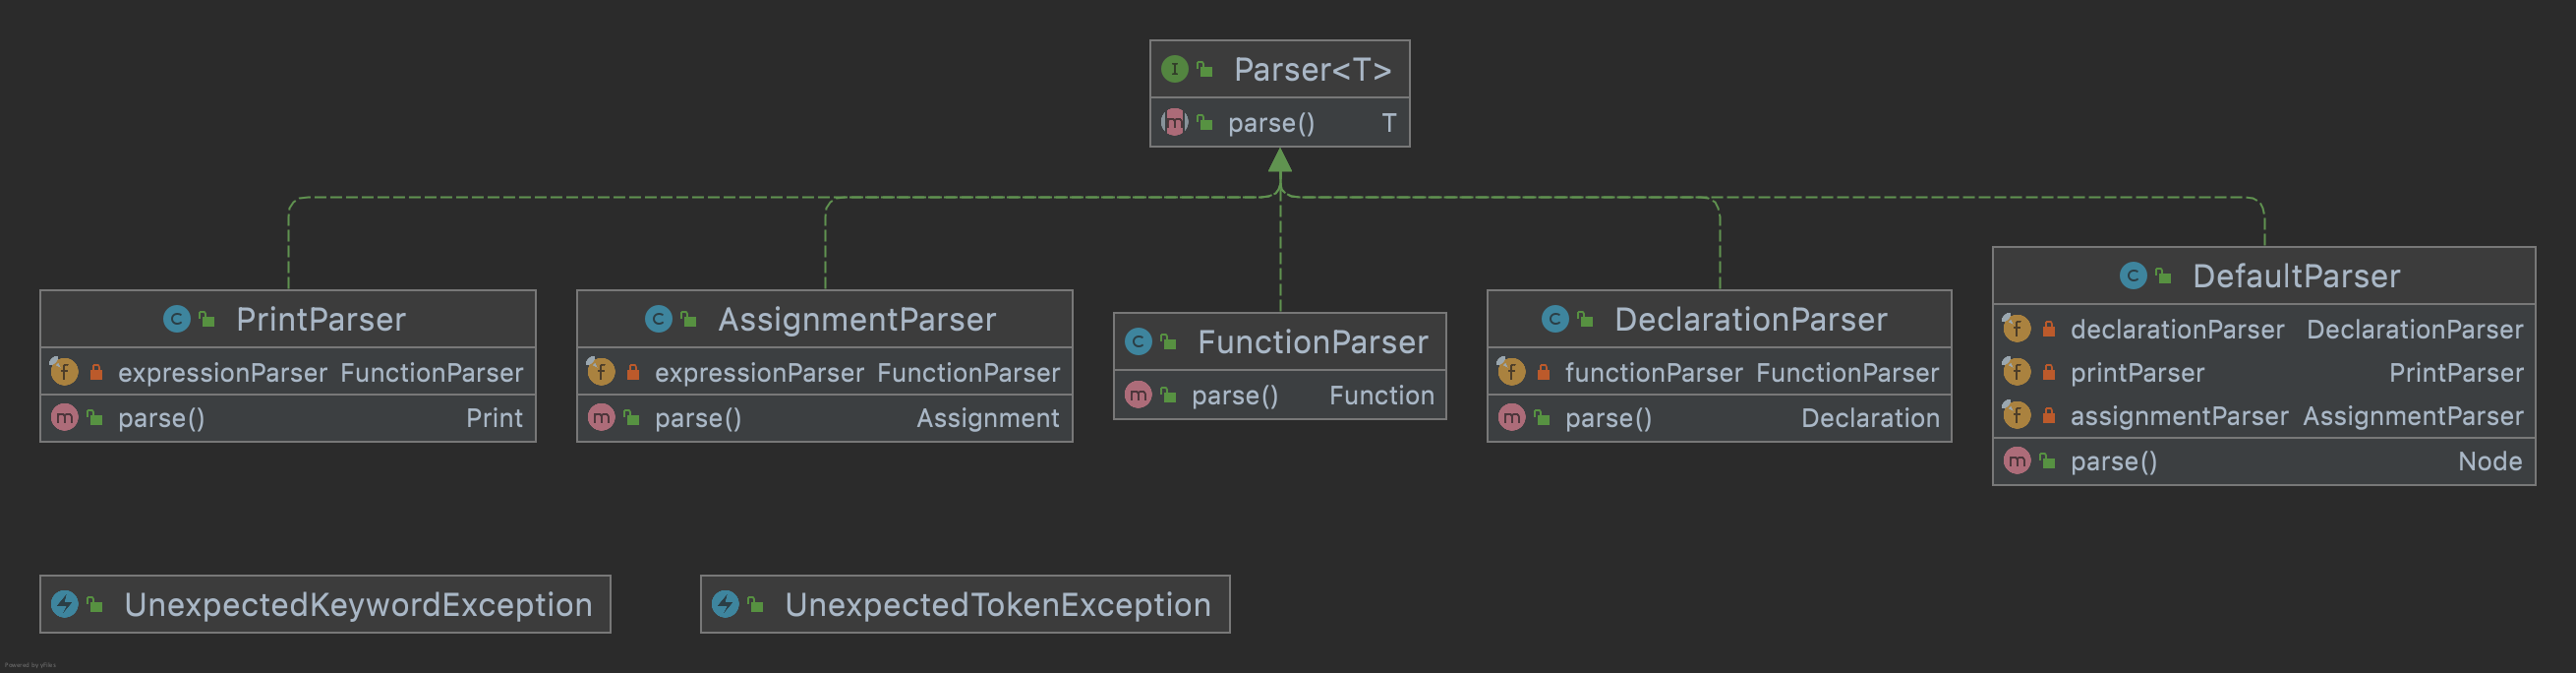 Parser<T>
parse() T
PrintParser
expressionParser FunctionParser
parse() Print
AssignmentParser
expressionParser FunctionParser
parse() Assignment
FunctionParser
parse() Function
DeclarationParser
functionParser FunctionParser
parse() Declaration
DefaultParser
declarationParser DeclarationParser
printParser PrintParser
assignmentParser AssignmentParser
parse() Node
UnexpectedKeywordException
UnexpectedTokenException
Powered by yFiles